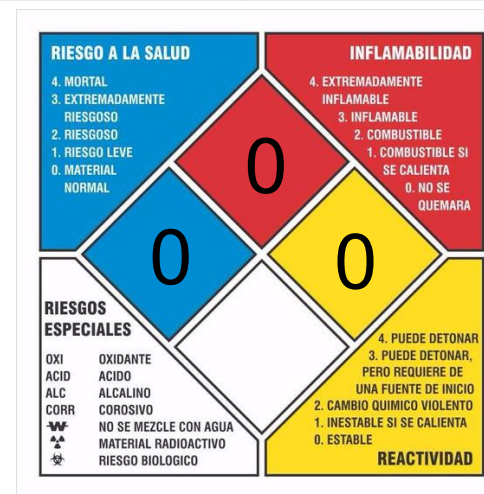 RIESGO A LA SALUD
4. MORTAL
3. EXTREMADAMENTE
RIESGOSO
2. RIESGOSO
1. RIESGO LEVE
0. MATERIAL
NORMAL
INFLAMABILIDAD
4. EXTREMADAMENTE
INFLAMABLE
3. INFLAMABLE
2. COMBUSTIBLE
1. COMBUSTIBLE SI
SE CALIENTA
0. NO SE
QUEMARA
0
0
0
RIESGOS
ESPECIALES
OXI OXIDANTE
ACID ACIDO
ALC ALCALINO
CORR COROSIVO
W NO SE MEZCLE CON AGUA
MATERIAL RADIOACTIVO
RIESGO BIOLOGICO
4. PUEDE DETONAR
3. PUEDE DETONAR,
PERO REQUIERE DE
UNA FUENTE DE INICIO
2. CAMBIO QUIMICO VIOLENTO
1. INESTABLE SI SE CALIENTA
0. ESTABLE
REACTIVIDAD